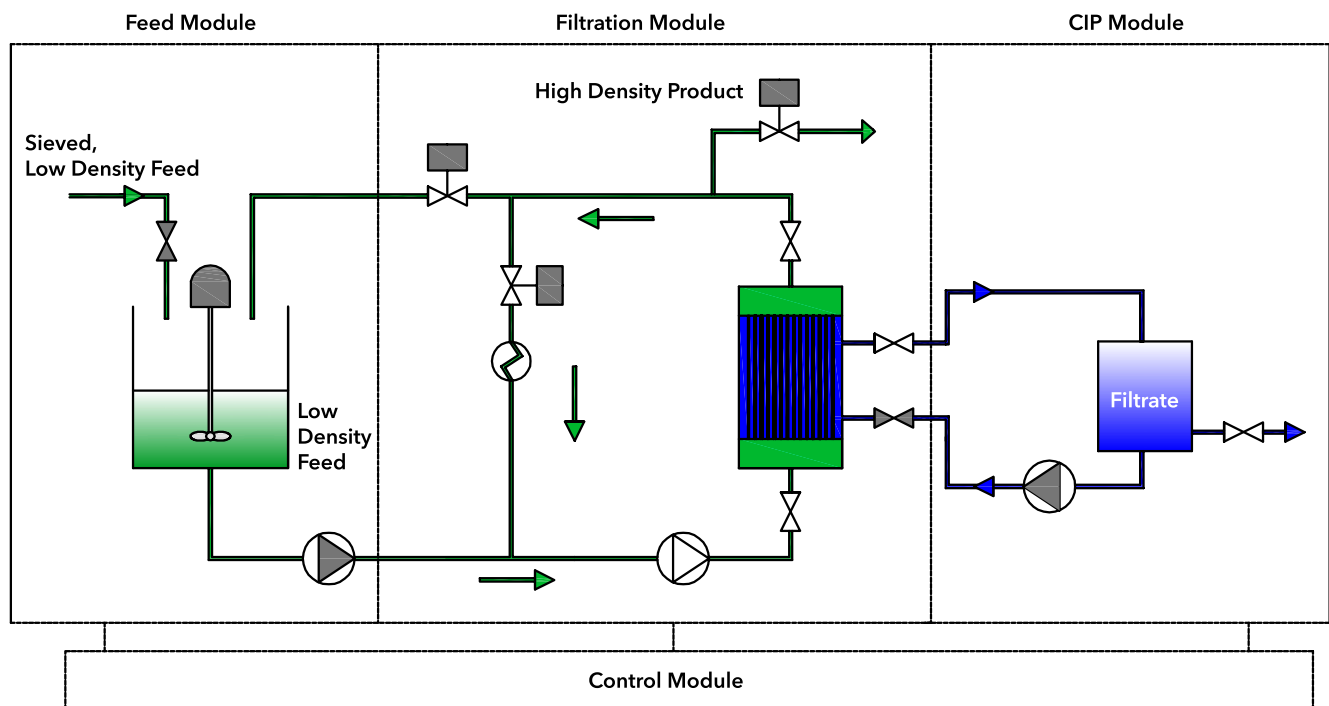 Feed Module
Filtration Module
CIP Module
High Density Product
Sieved,
Low Density Feed
Low
Density
Feed
Filtrate
Control Module